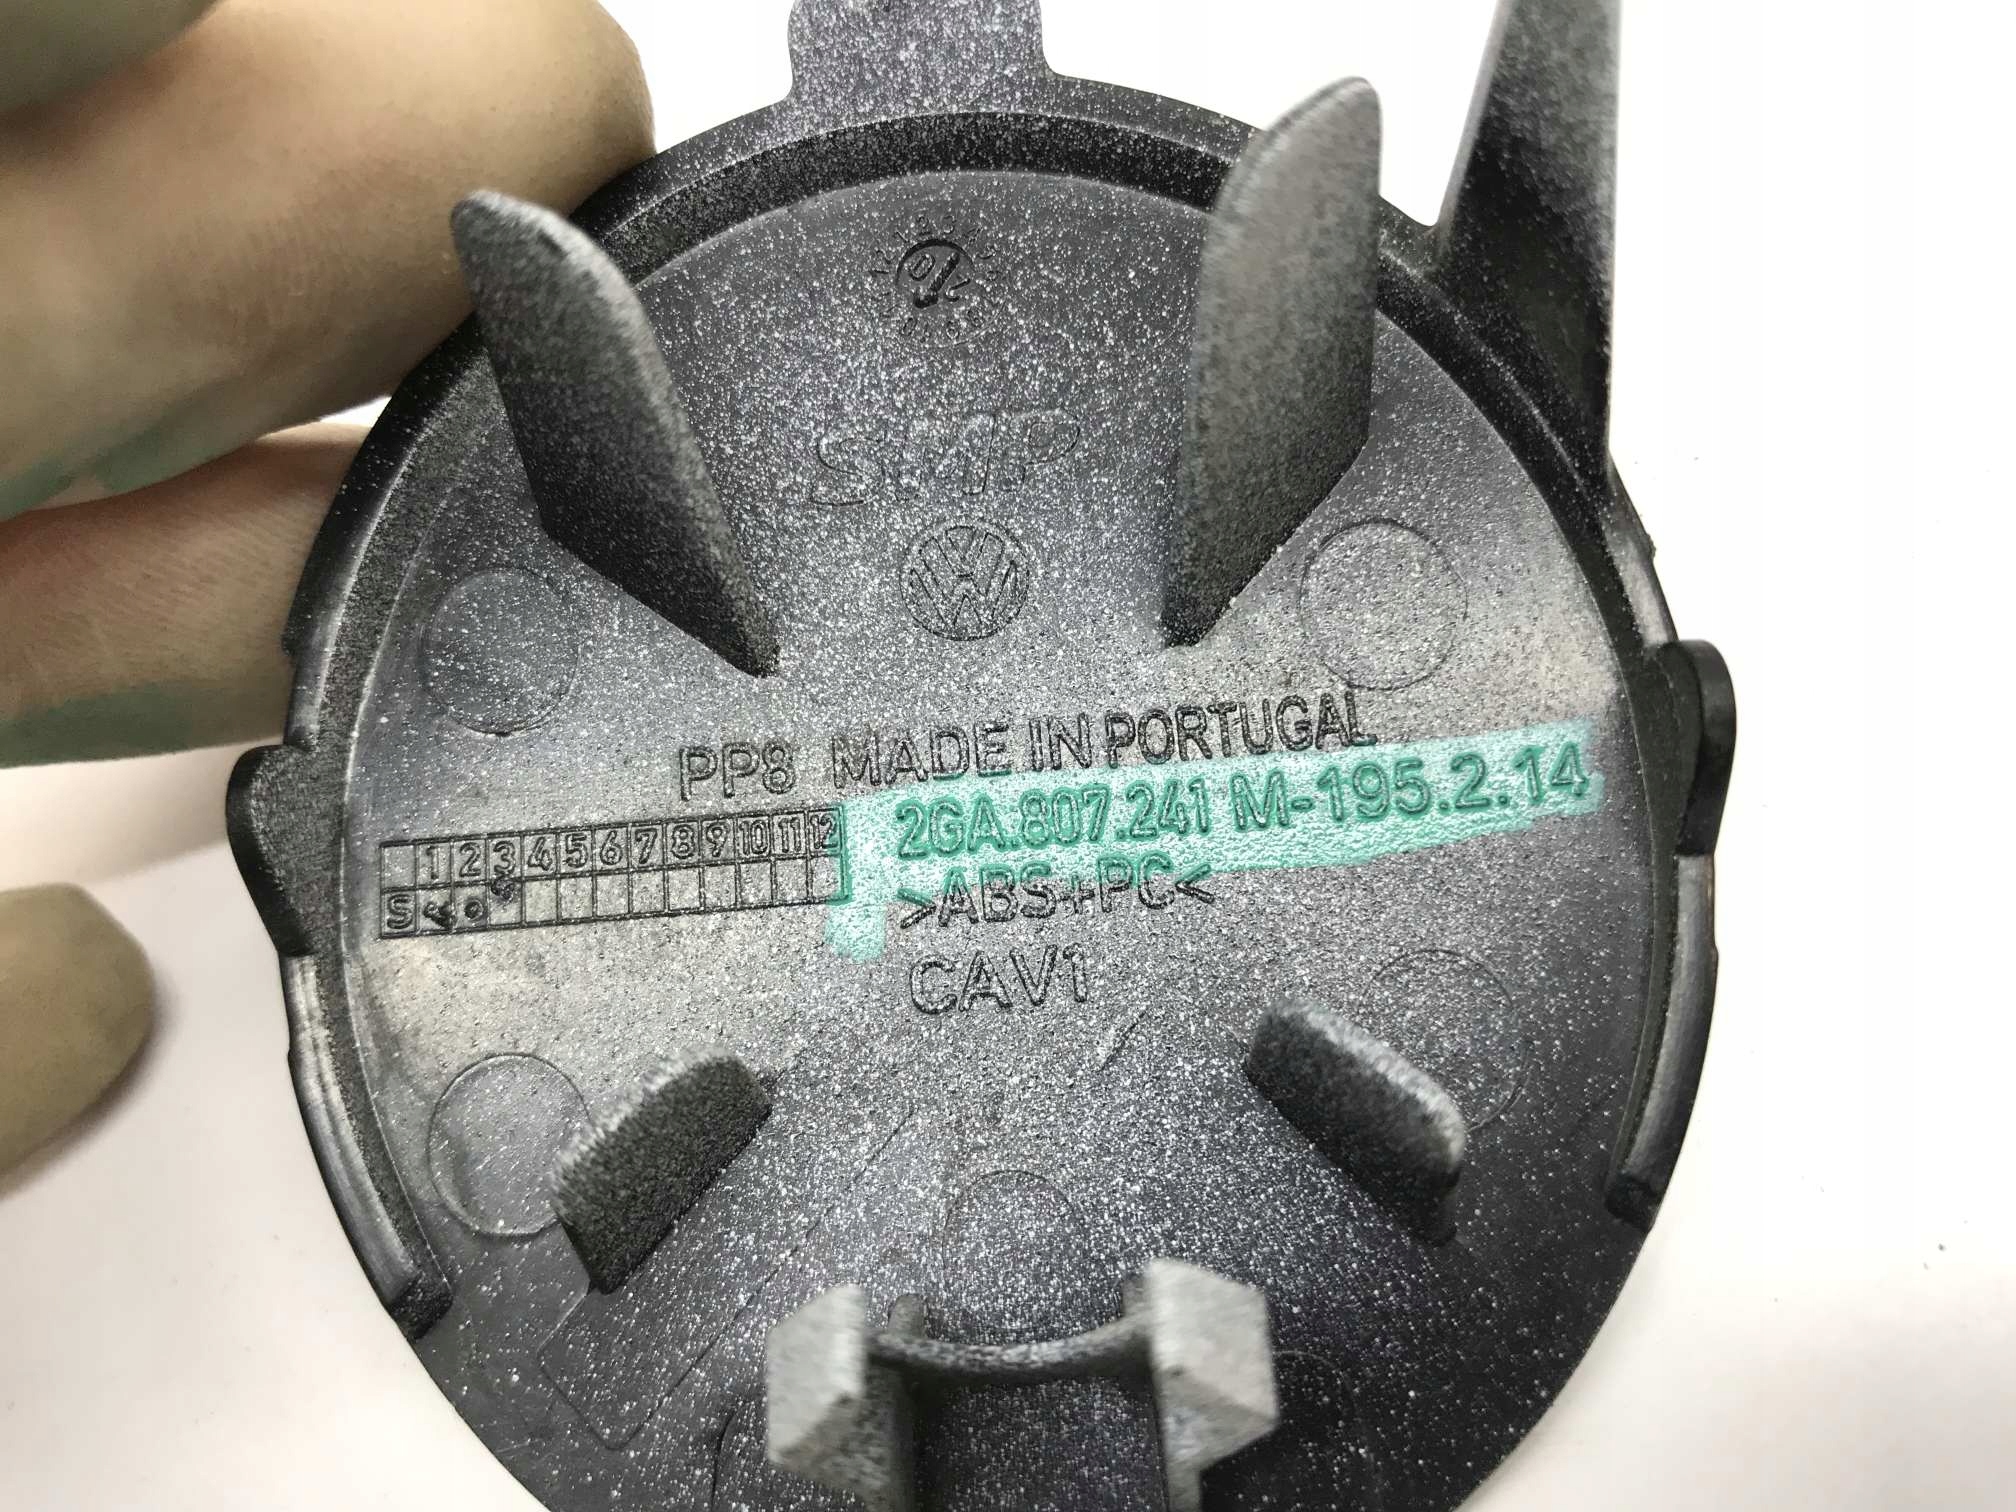 SMP
PP8 MADE IN PORTUGAL
2GA.807.241 M-195.2.14
1 2 3 4 5 6 7 8 9 10 11 12
S
>ABS+PC<
CAV1